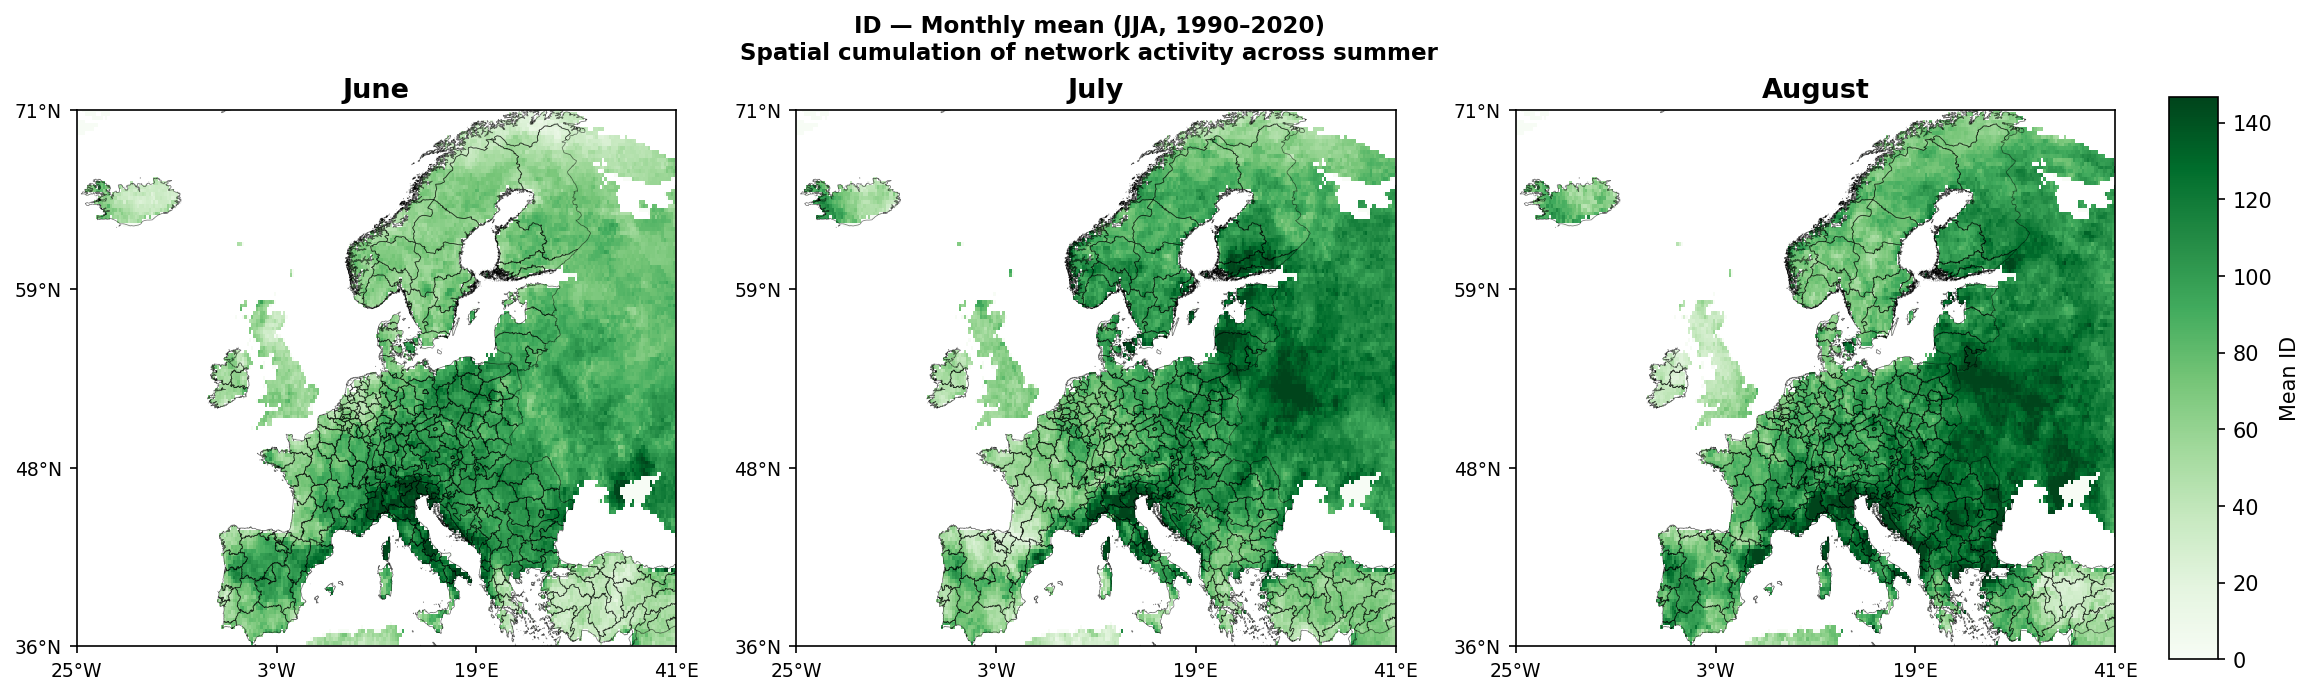 ID — Monthly mean (JJA, 1990–2020)
Spatial cumulation of network activity across summer
June
July
August
71°N
59°N
48°N
36°N
25°W
3°W
19°E
41°E
71°N
59°N
48°N
36°N
25°W
3°W
19°E
41°E
71°N
59°N
48°N
36°N
25°W
3°W
19°E
41°E
140
120
100
80
60
40
20
0
Mean ID